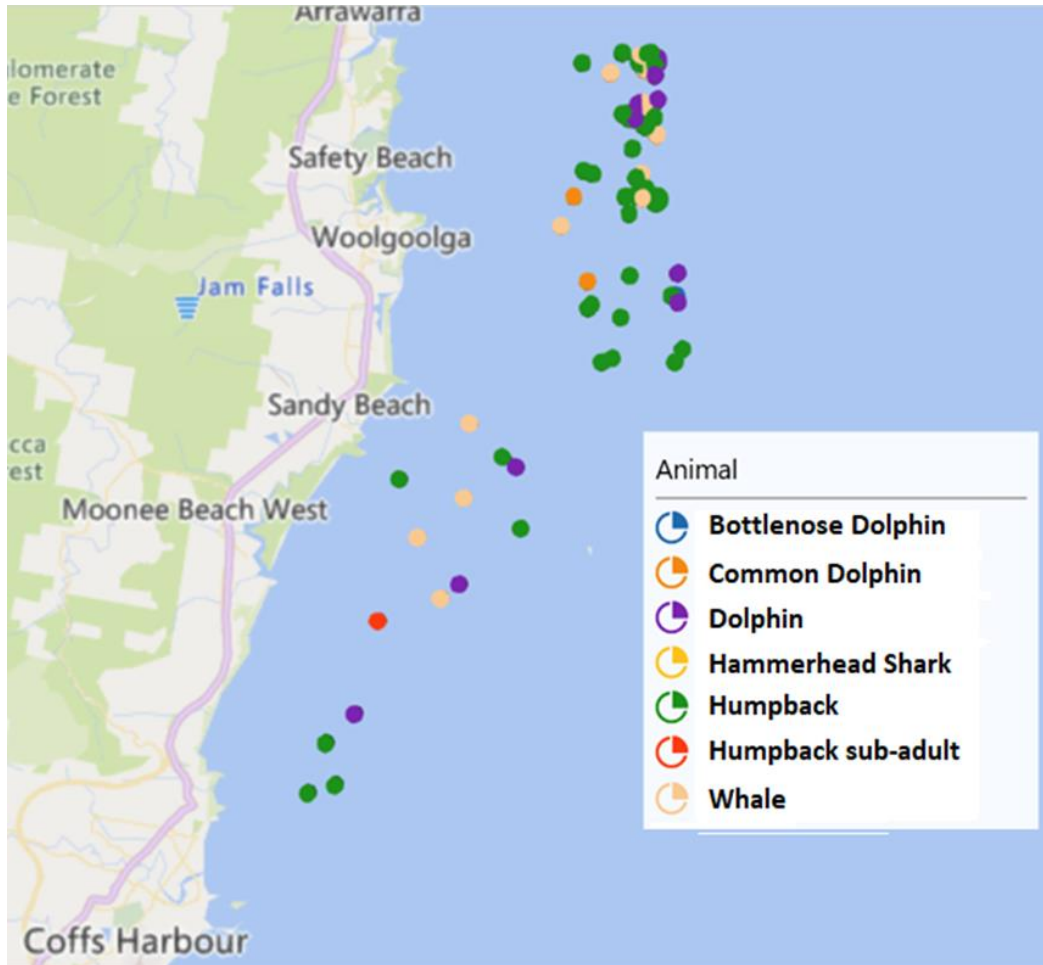 Arrawarra
lomerate
e Forest
Safety Beach
Woolgoolga
Jam Falls
Sandy Beach
cca
est
Moonee Beach West
Coffs Harbour
Animal
Bottlenose Dolphin
Common Dolphin
Dolphin
Hammerhead Shark
Humpback
Humpback sub-adult
Whale